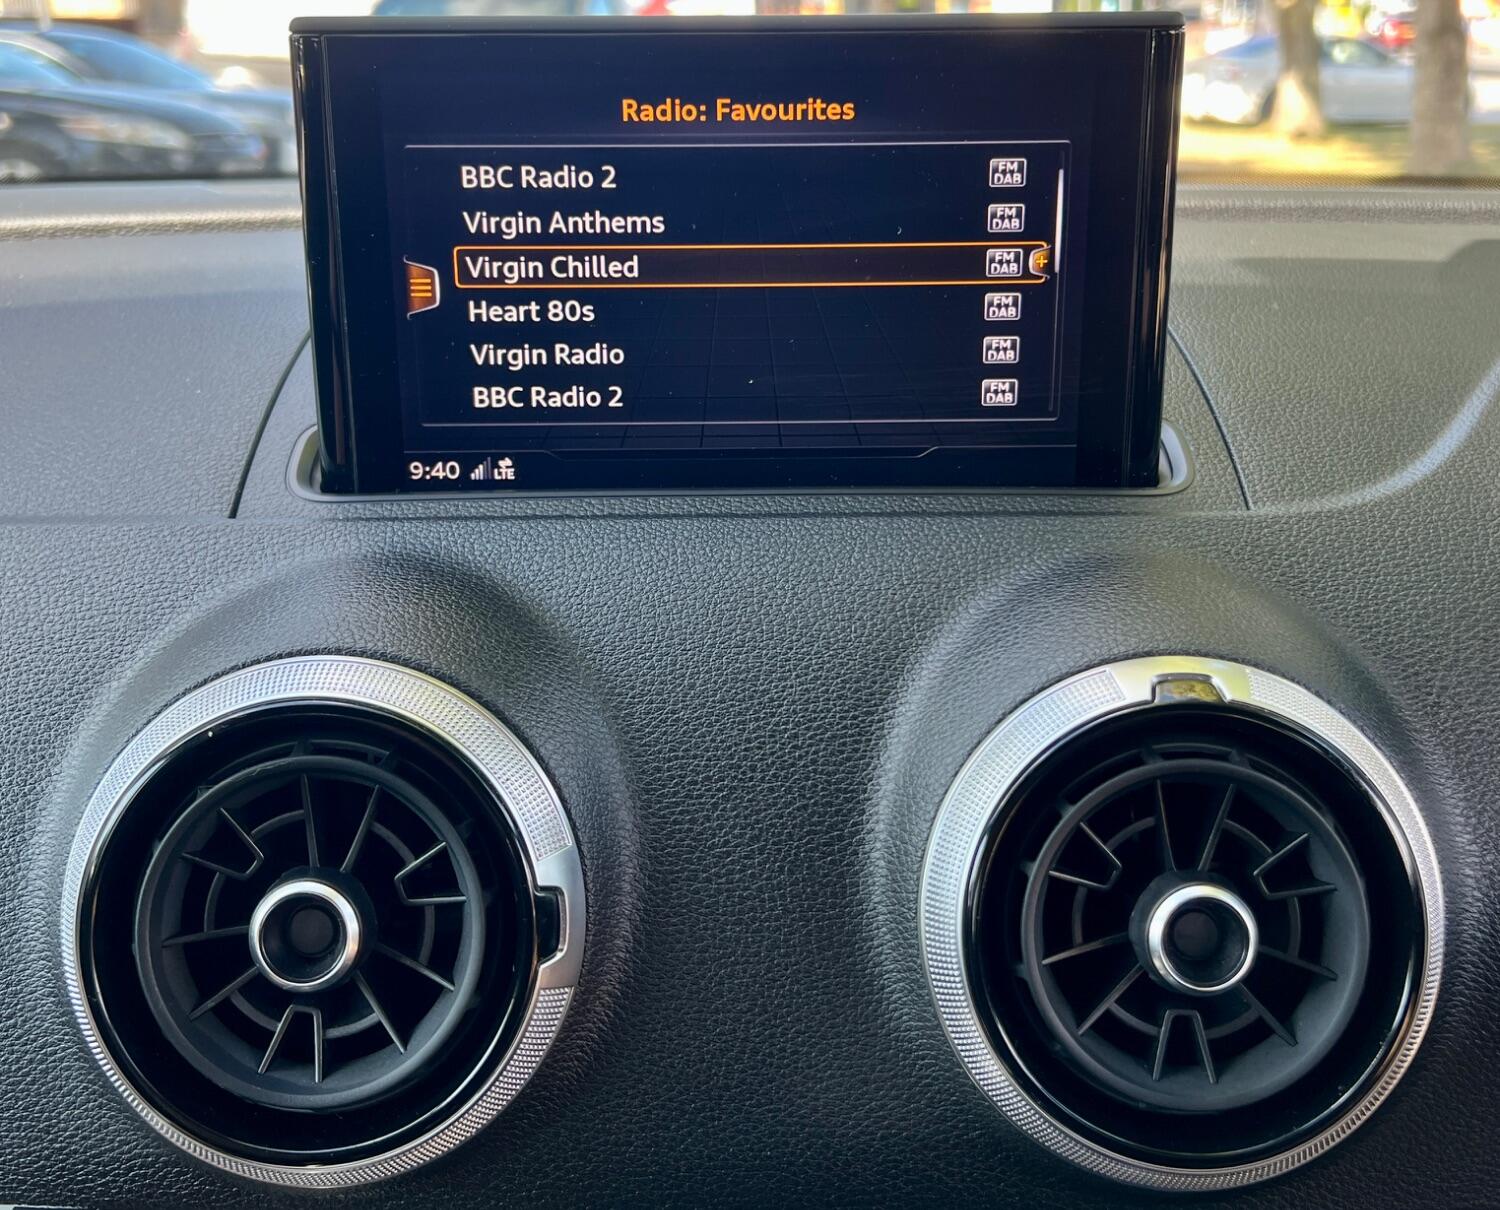 Radio: Favourites
BBC Radio 2 FM DAB
Virgin Anthems FM DAB
Virgin Chilled FM DAB +
Heart 80s FM DAB
Virgin Radio FM DAB
BBC Radio 2 FM DAB
9:40 LTE